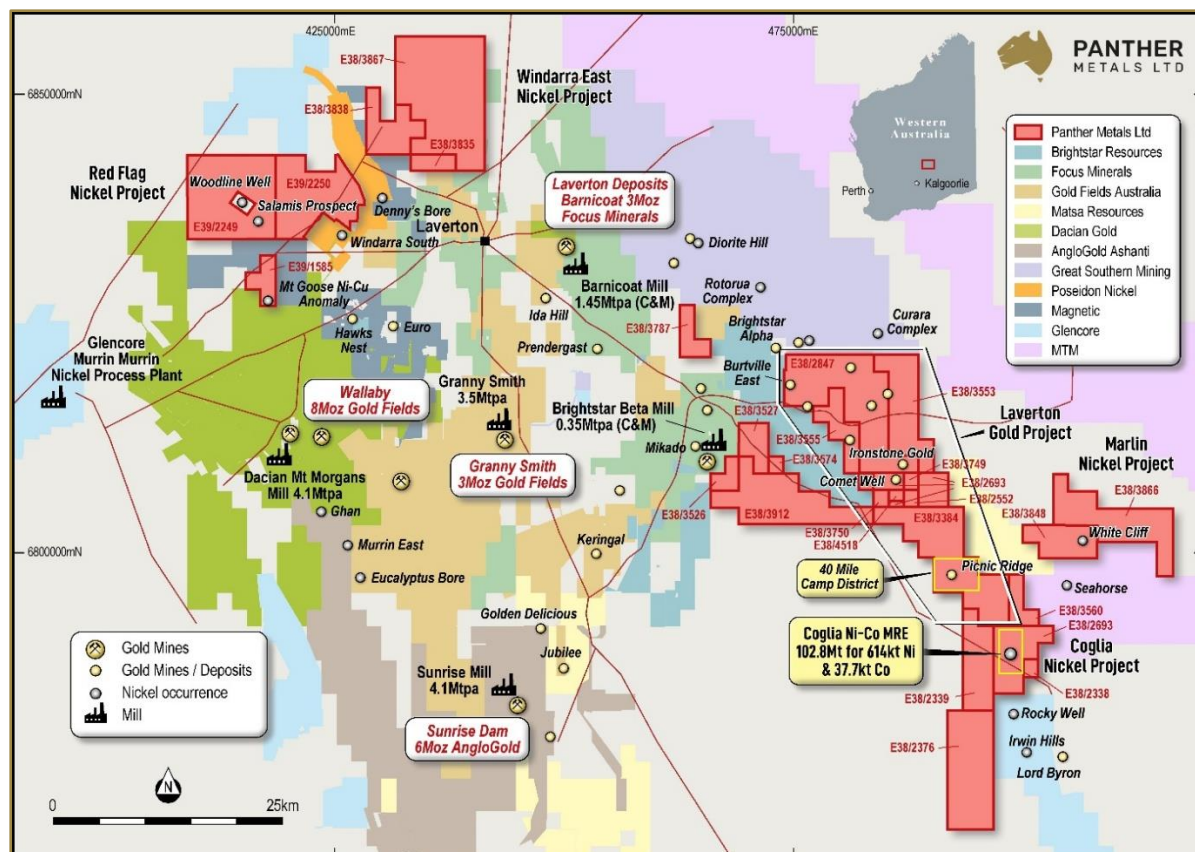 425000mE
475000mE
6850000mN
6800000mN
PANTHER
METALS LTD
Western
Australia
Perth
Kalgoorlie
Panther Metals Ltd
Brightstar Resources
Focus Minerals
Gold Fields Australia
Matsa Resources
Dacian Gold
AngloGold Ashanti
Great Southern Mining
Poseidon Nickel
Magnetic
Glencore
MTM
E38/3867
E38/3838
E38/3835
Windarra East
Nickel Project
Red Flag
Nickel Project
Woodline Well
E39/2250
Salamis Prospect
E39/2249
Denny's Bore
Windarra South
Laverton
Laverton Deposits
Barnicoat 3Moz
Focus Minerals
Barnicoat Mill
1.45Mtpa (C&M)
Diorite Hill
Rotorua
Complex
E39/1585
Mt Goose Ni-Cu
Anomaly
Hawks
Nest
Euro
Ida Hill
Prendergast
E38/3787
Brightstar
Alpha
Curara
Complex
Glencore
Murrin Murrin
Nickel Process Plant
Wallaby
8Moz Gold Fields
Granny Smith
3.5Mtpa
Burtville
East
E38/2847
E38/3553
Laverton
Gold Project
Brightstar Beta Mill
0.35Mtpa (C&M)
E38/3527
E38/3555
Mikado
E38/3574
Ironstone Gold
Granny Smith
3Moz Gold Fields
Dacian Mt Morgans
Mill 4.1Mtpa
Ghan
Comet Well
E38/3749
E38/2693
E38/2552
Marlin
Nickel Project
E38/3866
E38/3848
White Cliff
E38/3526
E38/3912
E38/3750
E38/4518
E38/3384
Murrin East
Eucalyptus Bore
Keringal
40 Mile
Camp District
Picnic Ridge
Seahorse
Golden Delicious
Jubilee
Coglia Ni-Co MRE
102.8Mt for 614kt Ni
& 37.7kt Co
E38/3560
E38/2693
Coglia
Nickel Project
E38/2338
E38/2339
E38/2376
Rocky Well
Irwin Hills
Lord Byron
Sunrise Mill
4.1Mtpa
Sunrise Dam
6Moz AngloGold
Gold Mines
Gold Mines / Deposits
Nickel occurrence
Mill
N
0
25km